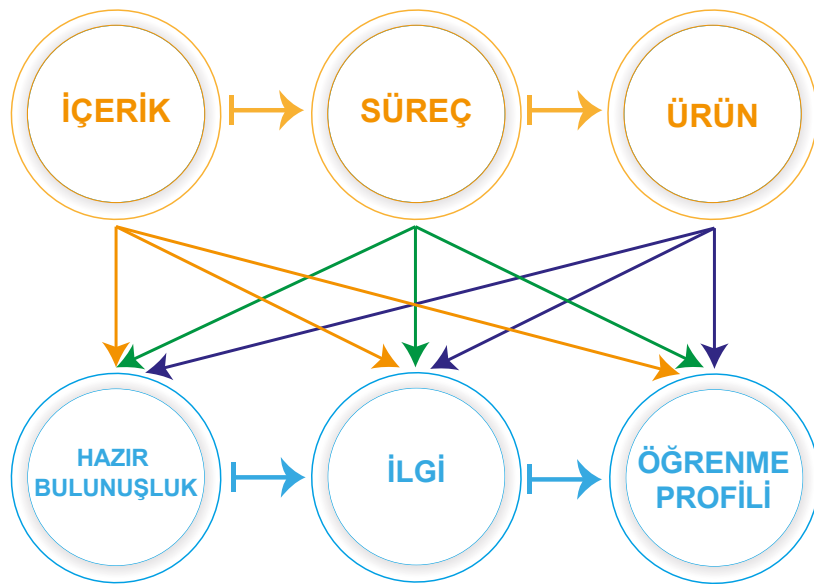 İÇERİK
SÜREÇ
ÜRÜN
HAZIR
BULUNUŞLUK
İLGİ
ÖĞRENME
PROFİLİ